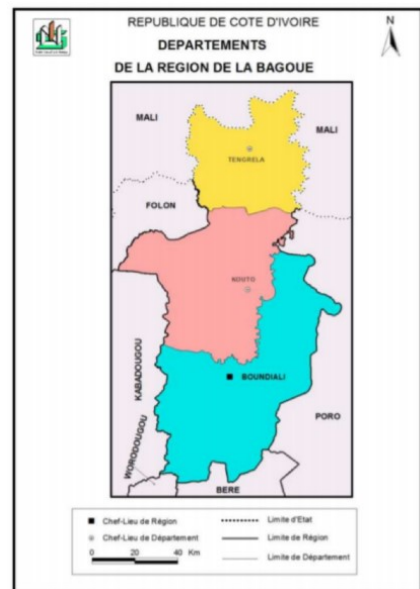 REPUBLIQUE DE COTE D'IVOIRE
N
DEPARTEMENTS
DE LA REGION DE LA BAGOUE
MALI
MALI
TENGRELA
FOLON
KOUTO
KABADOUGOU
BOUNDIALI
PORO
WORODOUGOU
BERE
Chef-Lieu de Région
Limite d'Etat
Chef-Lieu de Département
Limite de Région
0 20 40 Km
Limite de Département